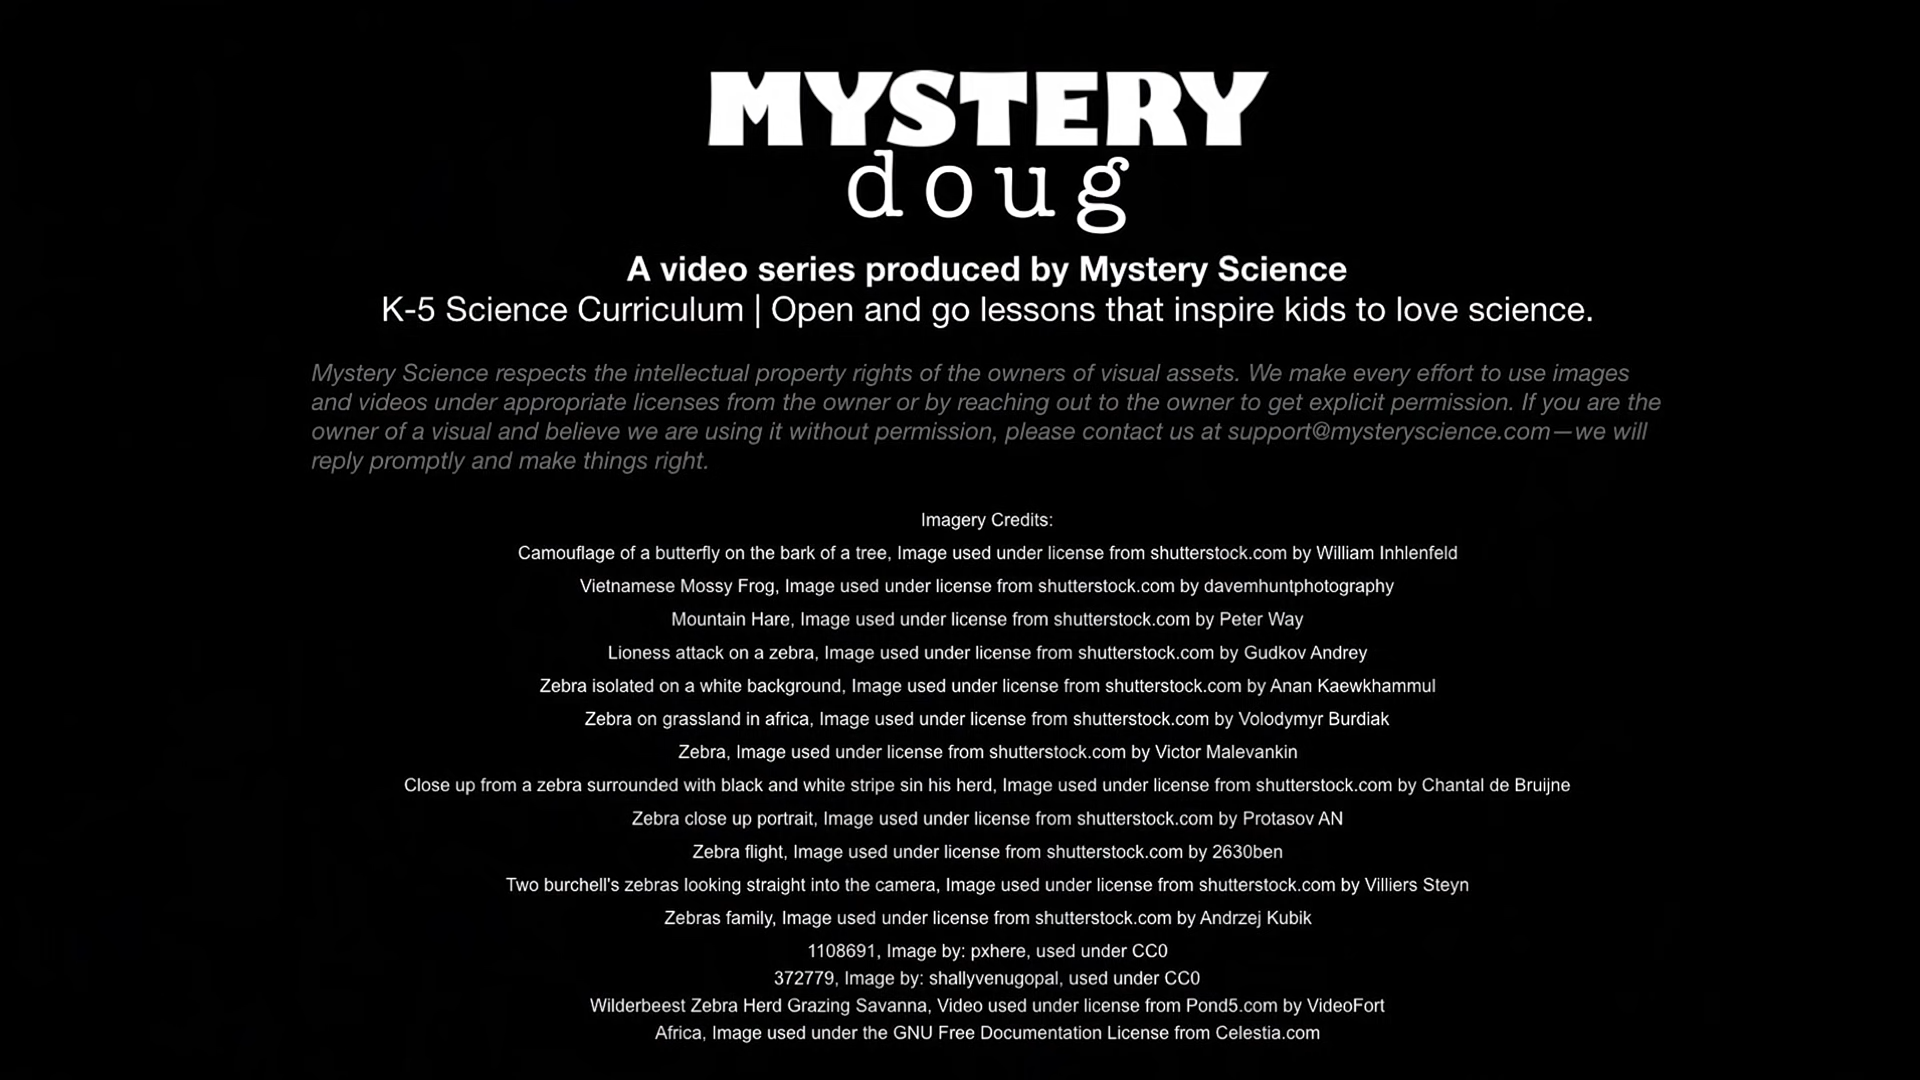 MYSTERY
doug
A video series produced by Mystery Science
K-5 Science Curriculum | Open and go lessons that inspire kids to love science.
Mystery Science respects the intellectual property rights of the owners of visual assets. We make every effort to use images
and videos under appropriate licenses from the owner or by reaching out to the owner to get explicit permission. If you are the
owner of a visual and believe we are using it without permission, please contact us at support@mysteryscience.com—we will
reply promptly and make things right.
Imagery Credits:
Camouflage of a butterfly on the bark of a tree, Image used under license from shutterstock.com by William Inhlenfeld
Vietnamese Mossy Frog, Image used under license from shutterstock.com by davemhuntphotography
Mountain Hare, Image used under license from shutterstock.com by Peter Way
Lioness attack on a zebra, Image used under license from shutterstock.com by Gudkov Andrey
Zebra isolated on a white background, Image used under license from shutterstock.com by Anan Kaewkhammul
Zebra on grassland in africa, Image used under license from shutterstock.com by Volodymyr Burdiak
Zebra, Image used under license from shutterstock.com by Victor Malevankin
Close up from a zebra surrounded with black and white stripe sin his herd, Image used under license from shutterstock.com by Chantal de Bruijne
Zebra close up portrait, Image used under license from shutterstock.com by Protasov AN
Zebra flight, Image used under license from shutterstock.com by 2630ben
Two burchell's zebras looking straight into the camera, Image used under license from shutterstock.com by Villiers Steyn
Zebras family, Image used under license from shutterstock.com by Andrzej Kubik
1108691, Image by: pxhere, used under CC0
372779, Image by: shallyvenugopal, used under CC0
Wilderbeest Zebra Herd Grazing Savanna, Video used under license from Pond5.com by VideoFort
Africa, Image used under the GNU Free Documentation License from Celestia.com